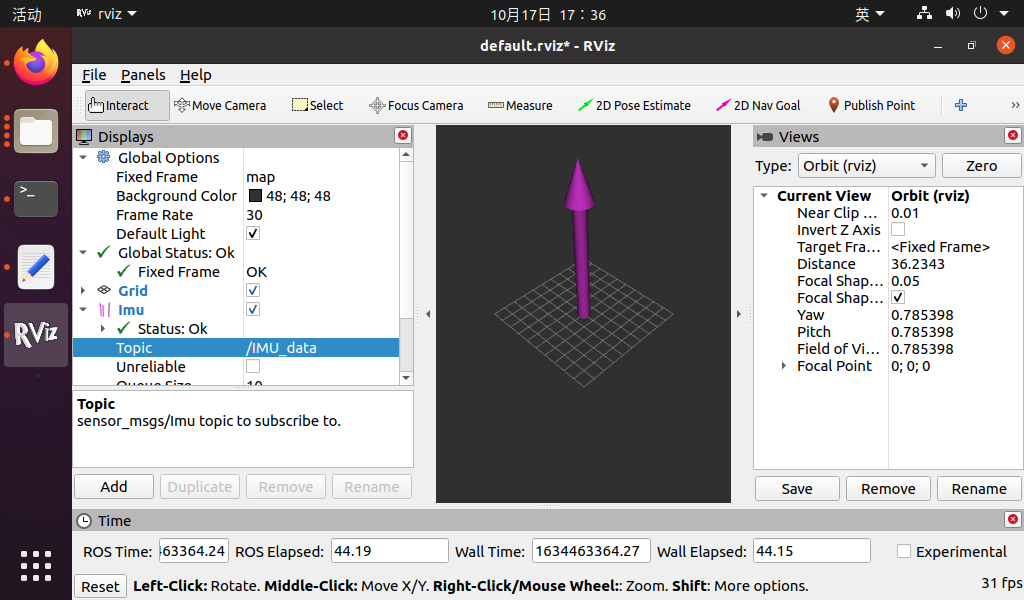 活动 RViz rviz 10月17日 17：36 英
default.rviz* - RViz
File Panels Help
Interact Move Camera Select Focus Camera Measure 2D Pose Estimate 2D Nav Goal Publish Point »
Displays
Global Options
Fixed Frame map
Background Color 48; 48; 48
Frame Rate 30
Default Light
Global Status: Ok
Fixed Frame OK
Grid
Imu
Status: Ok
Topic /IMU_data
Unreliable
Queue Size 10
Topic
sensor_msgs/Imu topic to subscribe to.
Add Duplicate Remove Rename
Views
Type: Orbit (rviz) Zero
Current View Orbit (rviz)
Near Clip ... 0.01
Invert Z Axis
Target Fra... <Fixed Frame>
Distance 36.2343
Focal Shap... 0.05
Focal Shap...
Yaw 0.785398
Pitch 0.785398
Field of Vi... 0.785398
Focal Point 0; 0; 0
Save Remove Rename
RViz
Time
ROS Time: 63364.24 ROS Elapsed: 44.19 Wall Time: 1634463364.27 Wall Elapsed: 44.15 Experimental
Reset Left-Click: Rotate. Middle-Click: Move X/Y. Right-Click/Mouse Wheel:: Zoom. Shift: More options. 31 fps